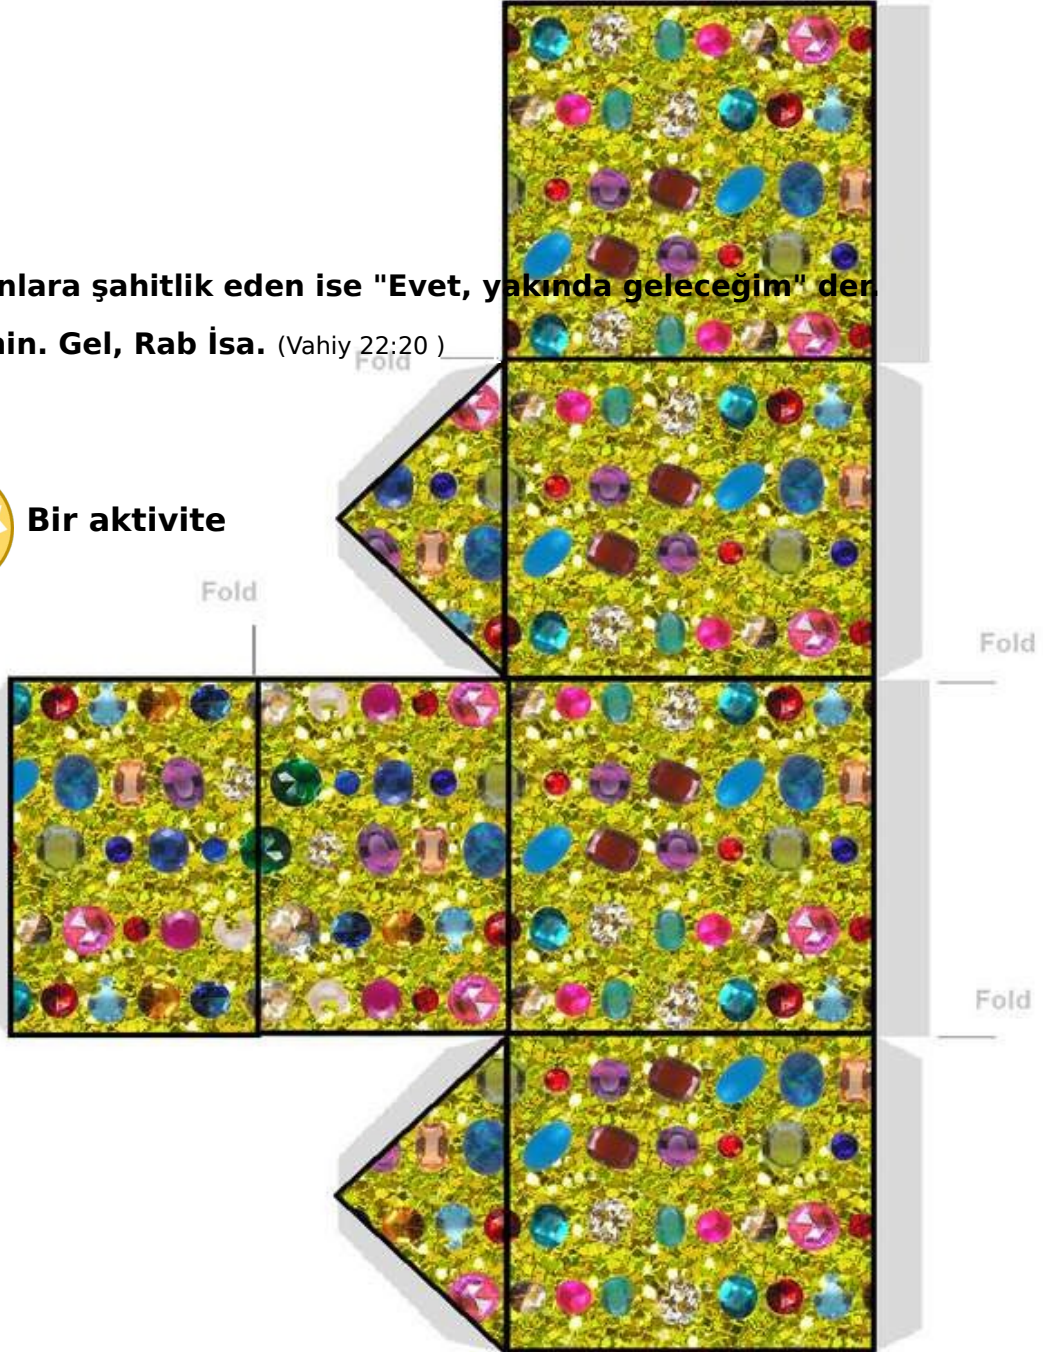 nlara şahitlik eden ise "Evet, yakında geleceğim" der.
Gel, Rab İsa. (Vahiy 22:20 )
Fold
Bir aktivite
Fold
Fold
Fold